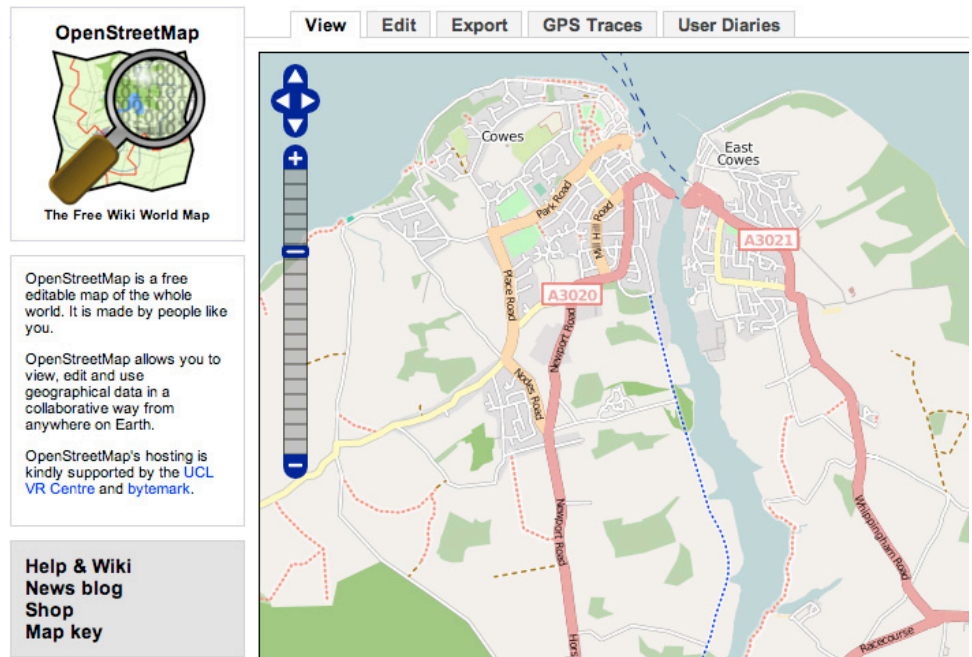 OpenStreetMap
The Free Wiki World Map
View
Edit
Export
GPS Traces
User Diaries
OpenStreetMap is a free
editable map of the whole
world. It is made by people like
you.
OpenStreetMap allows you to
view, edit and use
geographical data in a
collaborative way from
anywhere on Earth.
OpenStreetMap's hosting is
kindly supported by the UCL
VR Centre and bytemark.
Help & Wiki
News blog
Shop
Map key
Cowes
East
Cowes
Park Road
Mill Hill Road
A3021
A3020
Place Road
Newport Road
Nodes Road
Newport Road
Whippingham Road
Racecourse
Hors